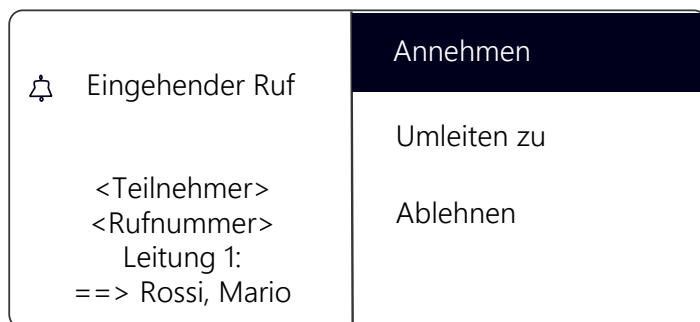 Eingehender Ruf
<Teilnehmer>
<Rufnummer>
Leitung 1:
==> Rossi, Mario
Annehmen
Umleiten zu
Ablehnen